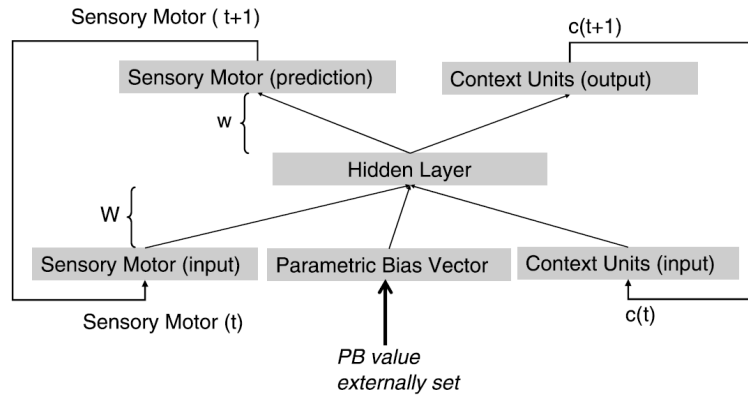 Sensory Motor ( t+1)
c(t+1)
Sensory Motor (prediction)
Context Units (output)
w
Hidden Layer
W
Sensory Motor (input)
Parametric Bias Vector
Context Units (input)
Sensory Motor (t)
c(t)
PB value
externally set